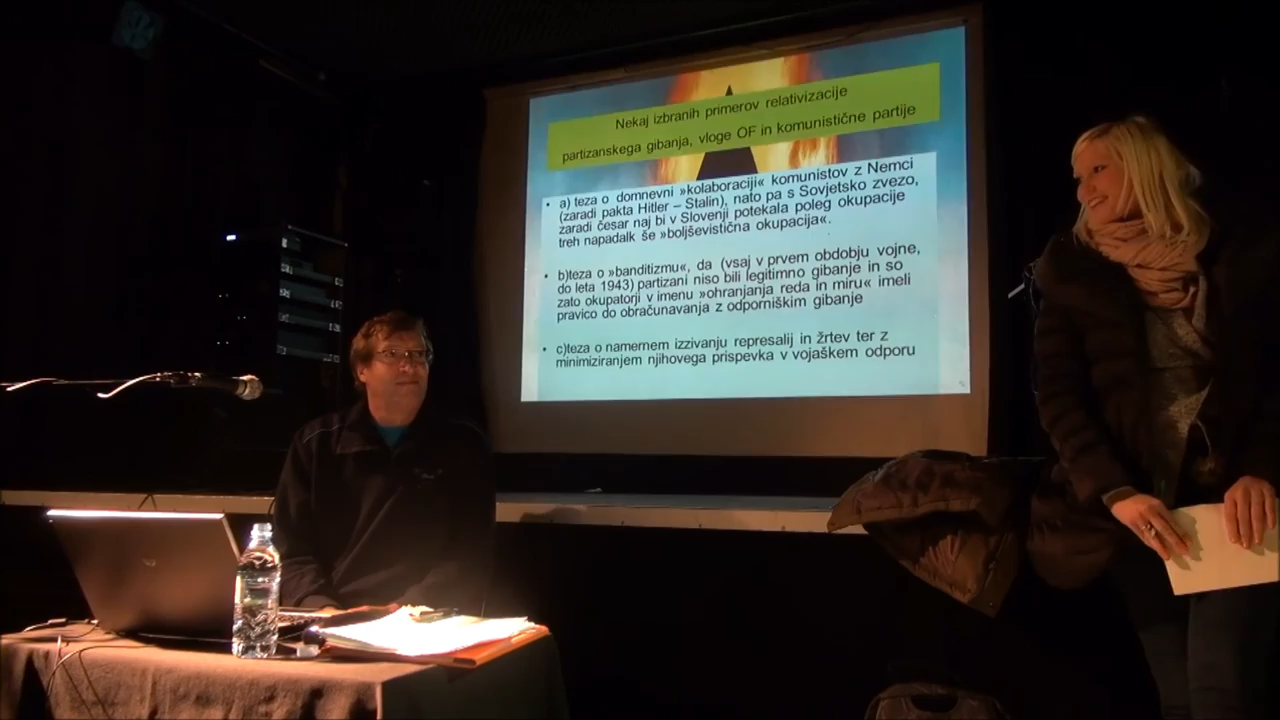 Nekaj izbranih primerov relativizacije
partizanskega gibanja, vloge OF in komunistične partije
• a) teza o domnevni »kolaboraciji« komunistov z Nemci
(zaradi pakta Hitler – Stalin), nato pa s Sovjetsko zvezo,
zaradi česar naj bi v Sloveniji potekala poleg okupacije
treh napadalk še »boljševistična okupacija«.
• b)teza o »banditizmu«, da (vsaj v prvem obdobju vojne,
do leta 1943) partizani niso bili legitimno gibanje in so
zato okupatorji v imenu »ohranjanja reda in miru« imeli
pravico do obračunavanja z odporniškim gibanje
• c)teza o namernem izzivanju represalij in žrtev ter z
minimiziranjem njihovega prispevka v vojaškem odporu